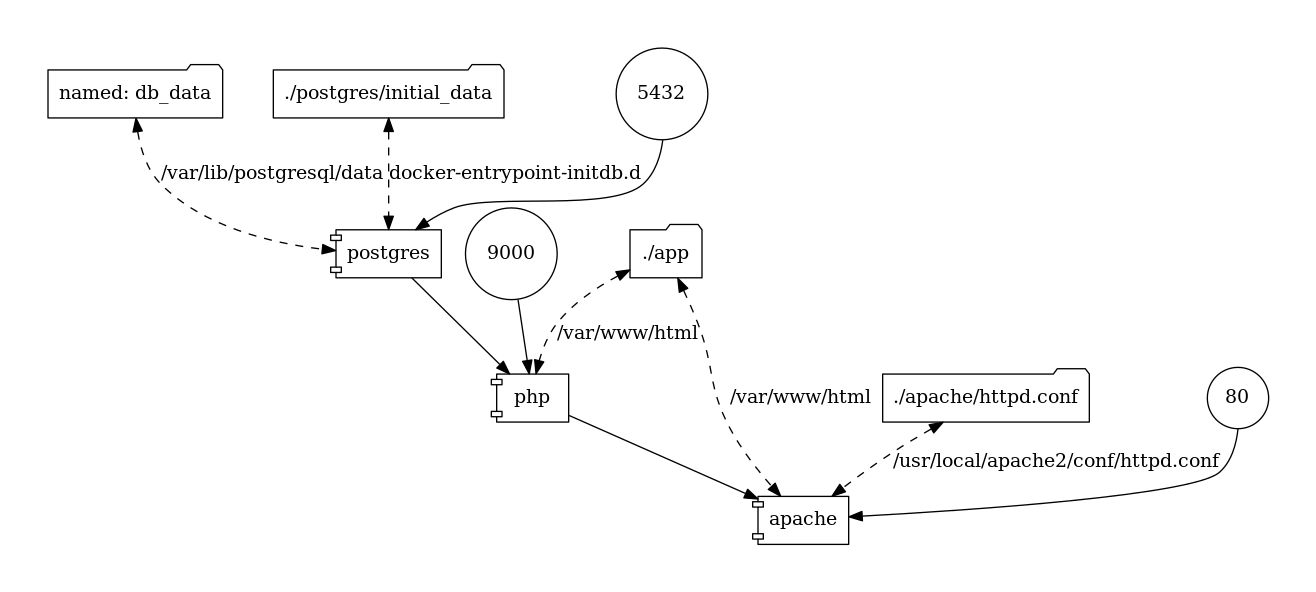 named: db_data
./postgres/initial_data
5432
/var/lib/postgresql/data
docker-entrypoint-initdb.d
postgres
9000
./app
/var/www/html
php
/var/www/html
./apache/httpd.conf
80
/usr/local/apache2/conf/httpd.conf
apache